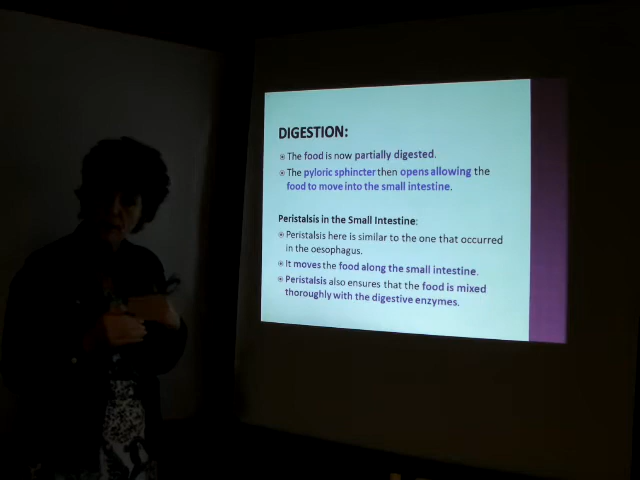 DIGESTION:
The food is now partially digested.
The pyloric sphincter then opens allowing the
food to move into the small intestine.
Peristalsis in the Small Intestine:
Peristalsis here is similar to the one that occurred
in the oesophagus.
It moves the food along the small intestine.
Peristalsis also ensures that the food is mixed
thoroughly with the digestive enzymes.